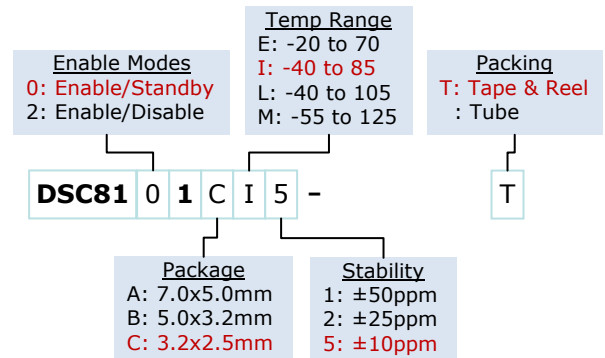 Temp Range
E: -20 to 70
I: -40 to 85
L: -40 to 105
M: -55 to 125
Enable Modes
0: Enable/Standby
2: Enable/Disable
Packing
T: Tape & Reel
: Tube
DSC81 0 1 C I 5 - T
Package
A: 7.0x5.0mm
B: 5.0x3.2mm
C: 3.2x2.5mm
Stability
1: ±50ppm
2: ±25ppm
5: ±10ppm